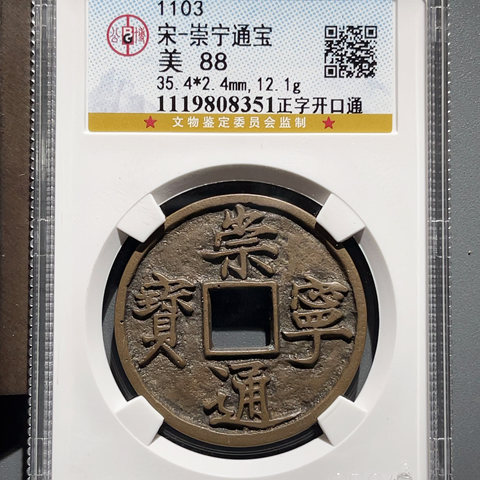 1103
宋-崇宁通宝
美 88
35.4*2.4mm,12.1g
1119808351正字开口通
★ 文物鉴定委员会监制 ★
公 博
崇
寧
通
寶